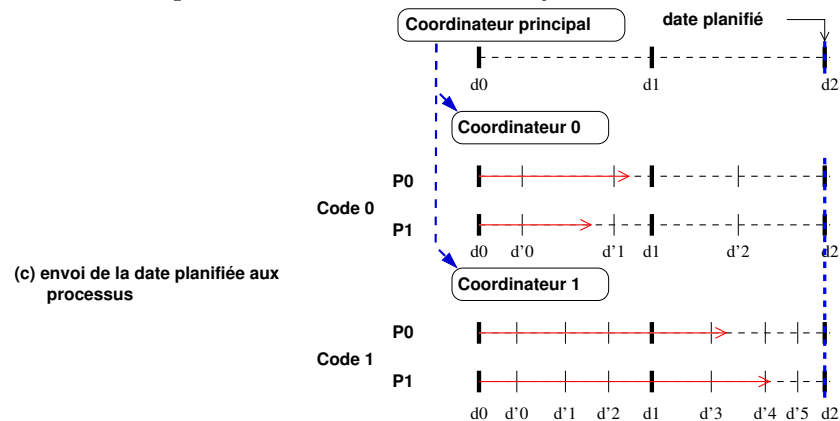 Coordinateur principal
date planifié
d0 d1 d2
Coordinateur 0
P0
Code 0
P1
d0 d'0 d'1 d1 d'2 d2
(c) envoi de la date planifiée aux
processus
Coordinateur 1
P0
Code 1
P1
d0 d'0 d'1 d'2 d1 d'3 d'4 d'5 d2